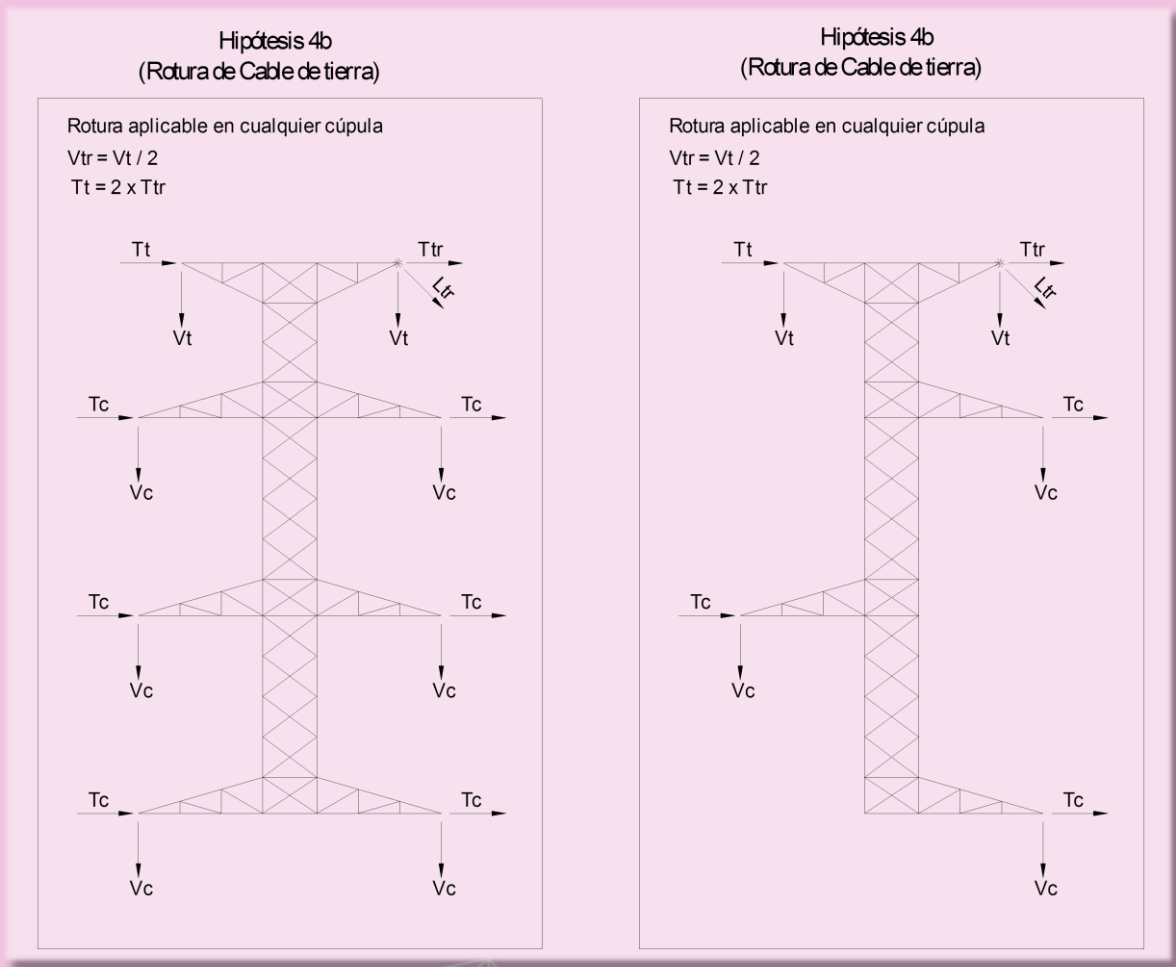 Hipótesis 4b
(Rotura de Cable de tierra)
Rotura aplicable en cualquier cúpula
Vtr = Vt / 2
Tt = 2 x Ttr
Tt
Ttr
Ltr
Vt
Vt
Tc
Tc
Vc
Vc
Tc
Tc
Vc
Vc
Tc
Tc
Vc
Vc
Hipótesis 4b
(Rotura de Cable de tierra)
Rotura aplicable en cualquier cúpula
Vtr = Vt / 2
Tt = 2 x Ttr
Tt
Ttr
Ltr
Vt
Vt
Tc
Vc
Tc
Vc
Tc
Vc